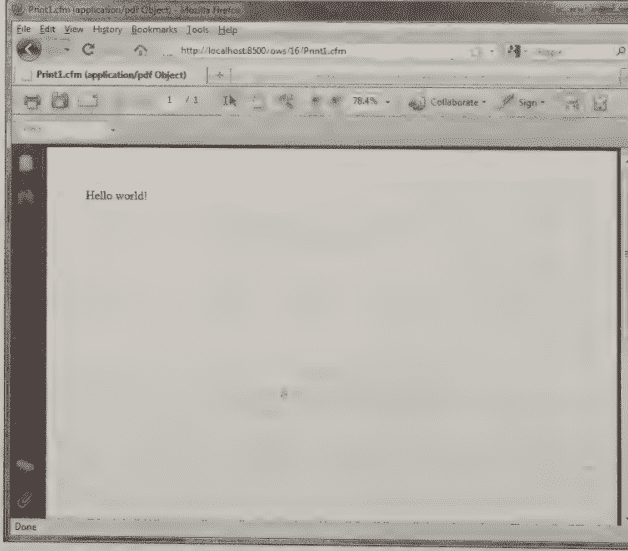 Print1.cfm (application/pdf Object) - Mozilla Firefox
File Edit View History Bookmarks Tools Help
http://localhost:8500/ows/16/Print1.cfm
Print1.cfm (application/pdf Object) +
1 / 1 78.4% Collaborate Sign
Hello world!
Done